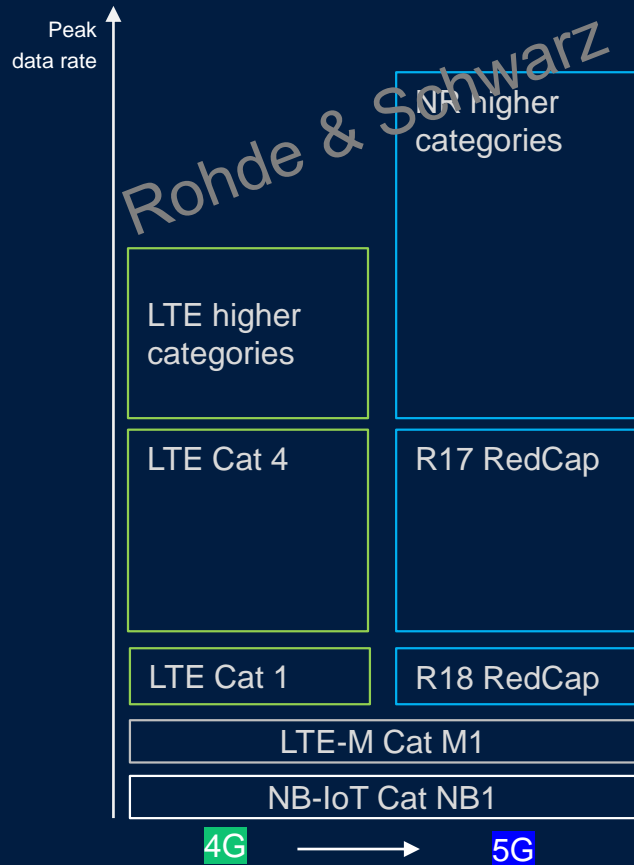 Peak
data rate
Rohde & Schwarz
NR higher
categories
LTE higher
categories
LTE Cat 4
R17 RedCap
LTE Cat 1
R18 RedCap
LTE-M Cat M1
NB-IoT Cat NB1
4G
5G